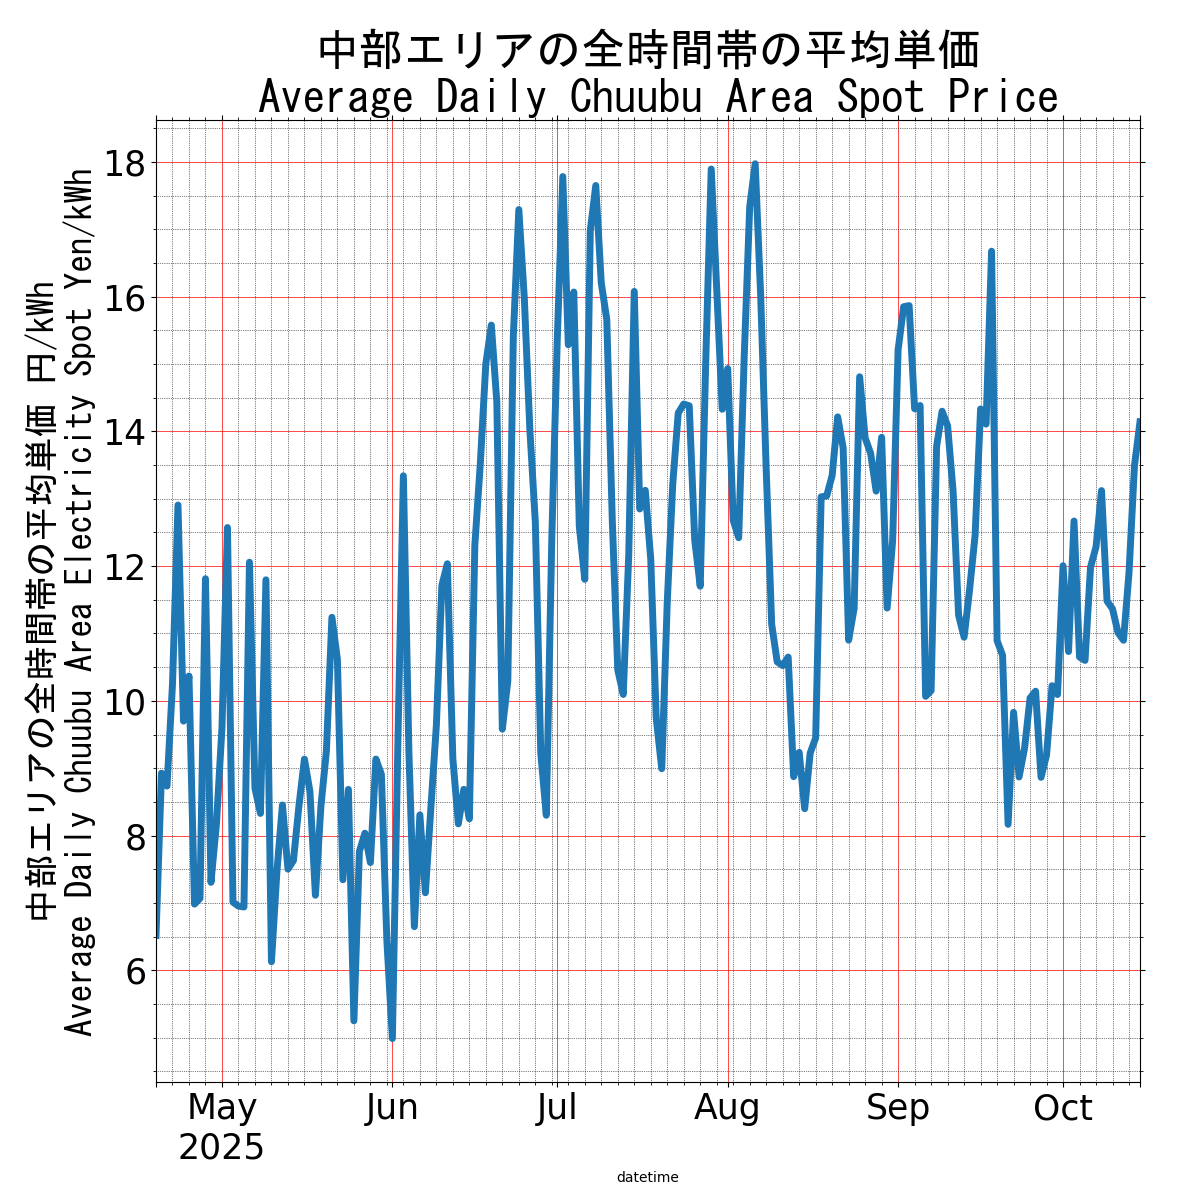 中部エリアの全時間帯の平均単価
Average Daily Chuubu Area Spot Price
中部エリアの全時間帯の平均単価 円/kWh
Average Daily Chuubu Area Electricity Spot Yen/kWh
18
16
14
12
10
8
6
May Jun Jul Aug Sep Oct
2025
datetime